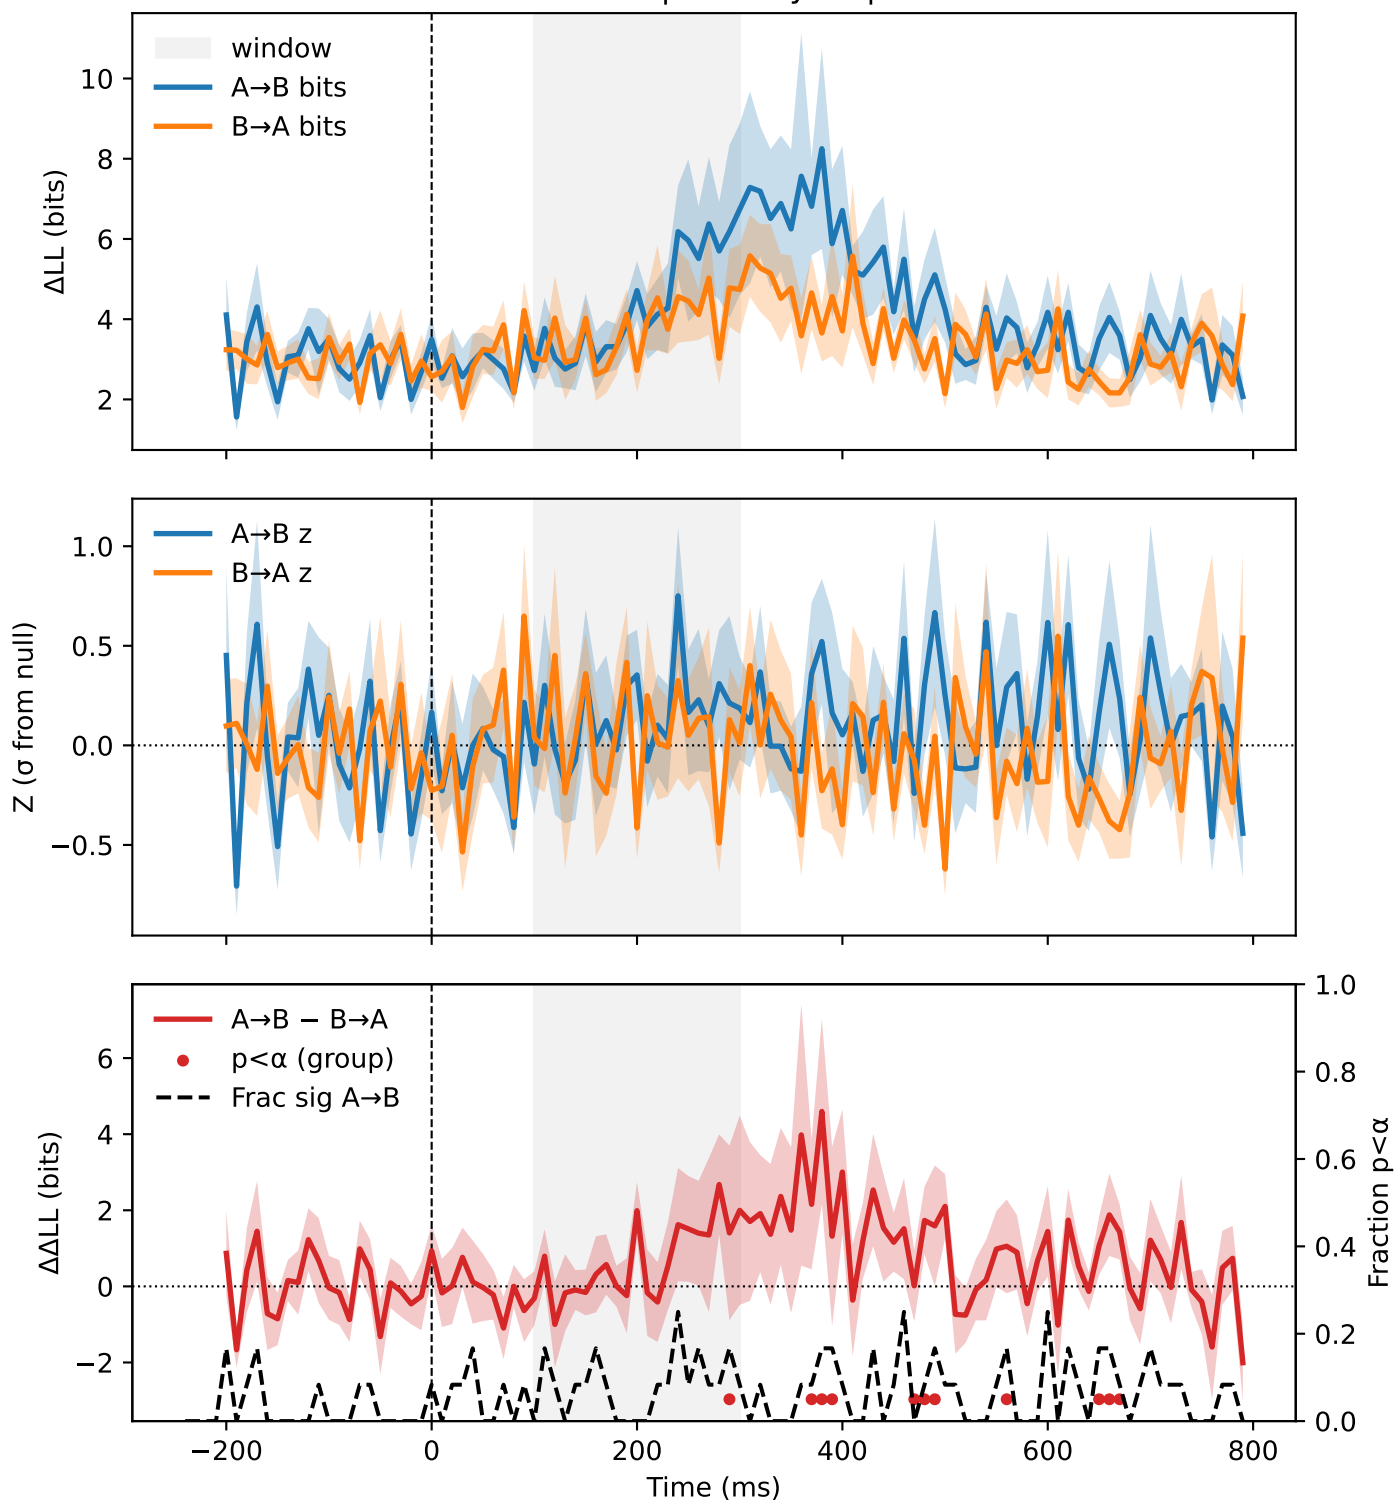 window
A→B bits
B→A bits
ΔLL (bits)
10
8
6
4
2
A→B z
B→A z
Z (σ from null)
1.0
0.5
0.0
−0.5
A→B − B→A
p<α (group)
Frac sig A→B
ΔΔLL (bits)
6
4
2
0
−2
1.0
0.8
0.6
0.4
0.2
0.0
Fraction p<α
−200
0
200
400
600
800
Time (ms)